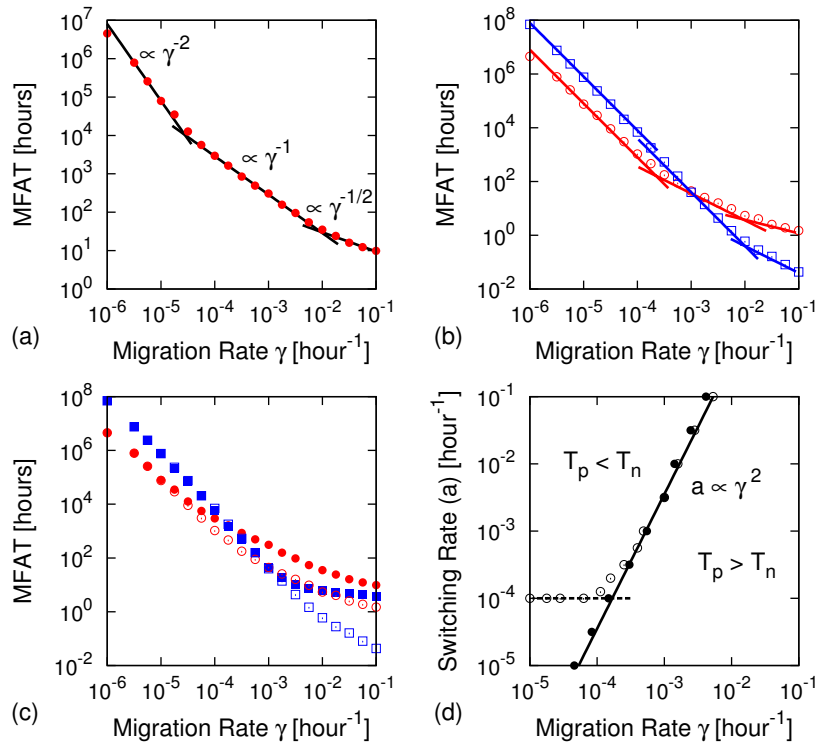 10^7
10^6
10^5
10^4
10^3
10^2
10^1
10^0
MFAT [hours]
∝ γ^-2
∝ γ^-1
∝ γ^-1/2
10^-6 10^-5 10^-4 10^-3 10^-2 10^-1
(a) Migration Rate γ [hour^-1]
10^8
10^6
10^4
10^2
10^0
10^-2
MFAT [hours]
10^-6 10^-5 10^-4 10^-3 10^-2 10^-1
(b) Migration Rate γ [hour^-1]
10^8
10^6
10^4
10^2
10^0
10^-2
MFAT [hours]
10^-6 10^-5 10^-4 10^-3 10^-2 10^-1
(c) Migration Rate γ [hour^-1]
10^-1
10^-2
10^-3
10^-4
10^-5
Switching Rate (a) [hour^-1]
T_p < T_n
a ∝ γ^2
T_p > T_n
10^-5 10^-4 10^-3 10^-2 10^-1
(d) Migration Rate γ [hour^-1]